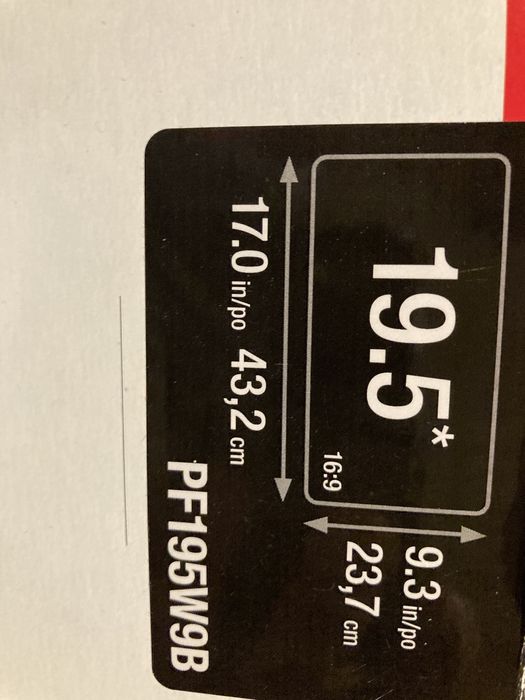 19.5*
16:9
9.3 in/po
23,7 cm
17.0 in/po 43,2 cm
PF195W9B